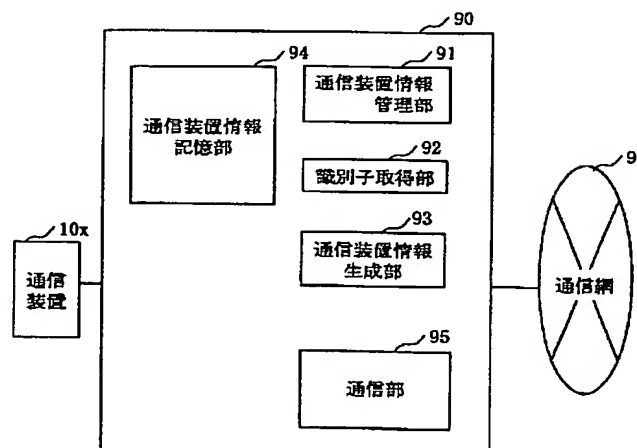 90
94
通信装置情報
記憶部
91
通信装置情報
管理部
92
識別子取得部
93
通信装置情報
生成部
95
通信部
10x
通信
装置
9
通信網